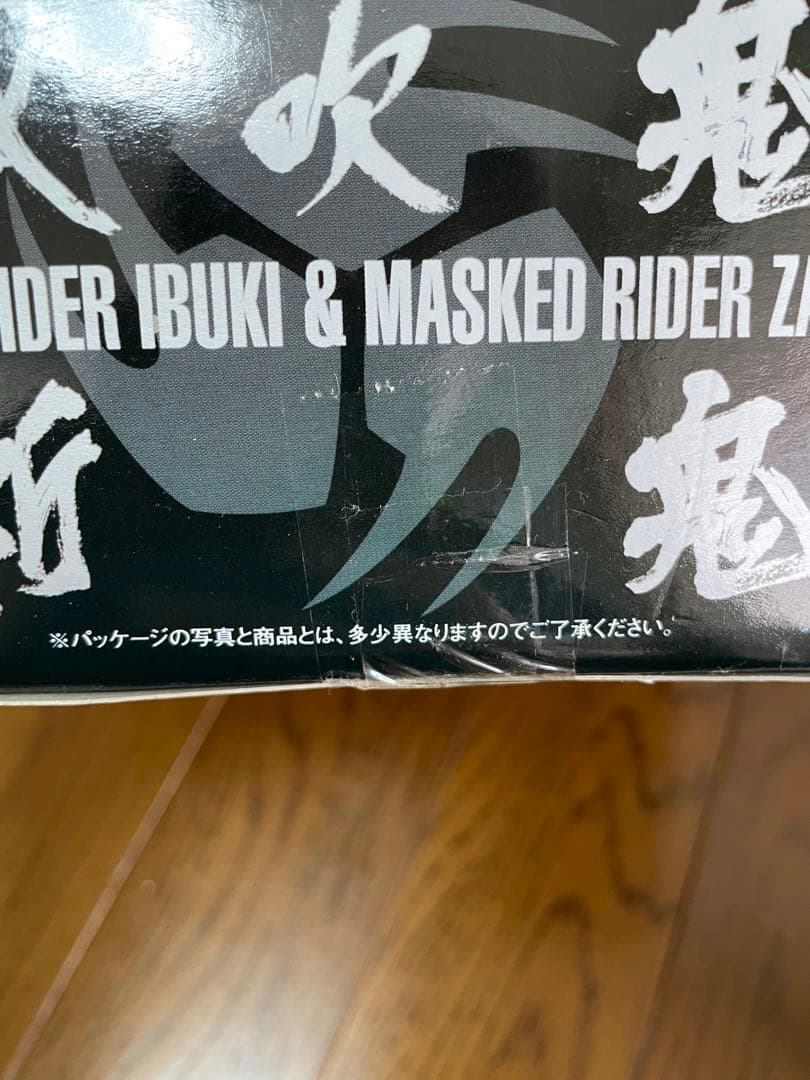 吹 鬼
IDER IBUKI & MASKED RIDER ZA
斬 鬼
※パッケージの写真と商品とは、多少異なりますのでご了承ください。